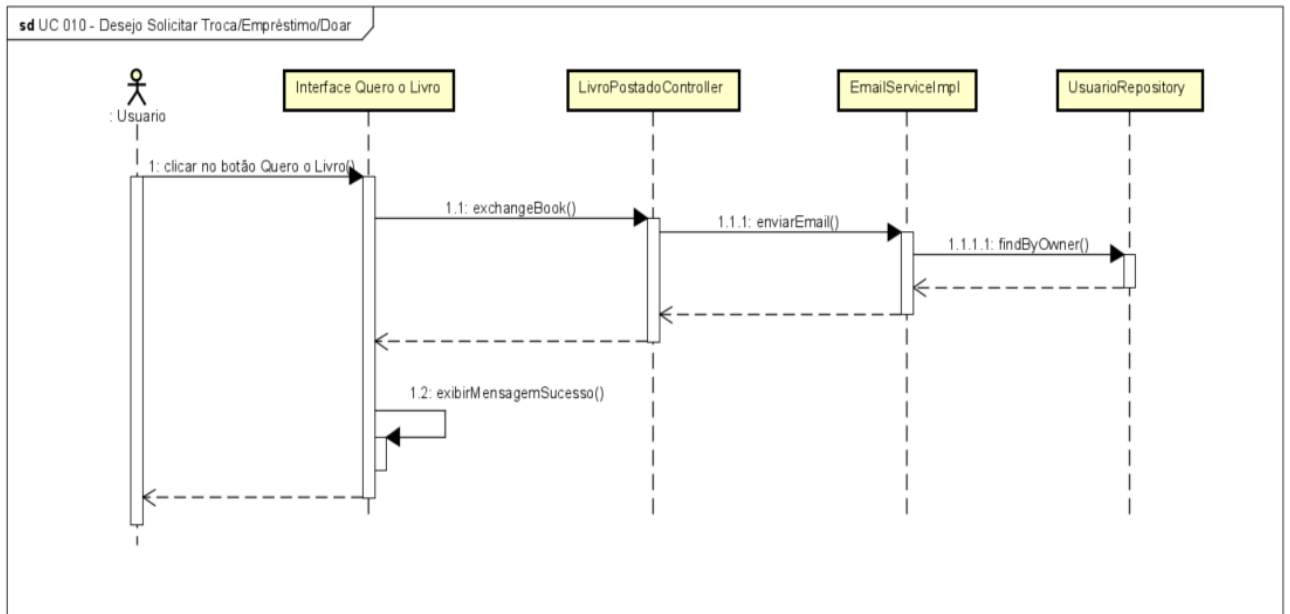 sd UC 010 - Desejo Solicitar Troca/Empréstimo/Doar
: Usuario
Interface Quero o Livro
LivroPostadoController
EmailServiceImpl
UsuarioRepository
1: clicar no botão Quero o Livro()
1.1: exchangeBook()
1.1.1: enviarEmail()
1.1.1.1: findByOwner()
1.2: exibirMensagemSucesso()